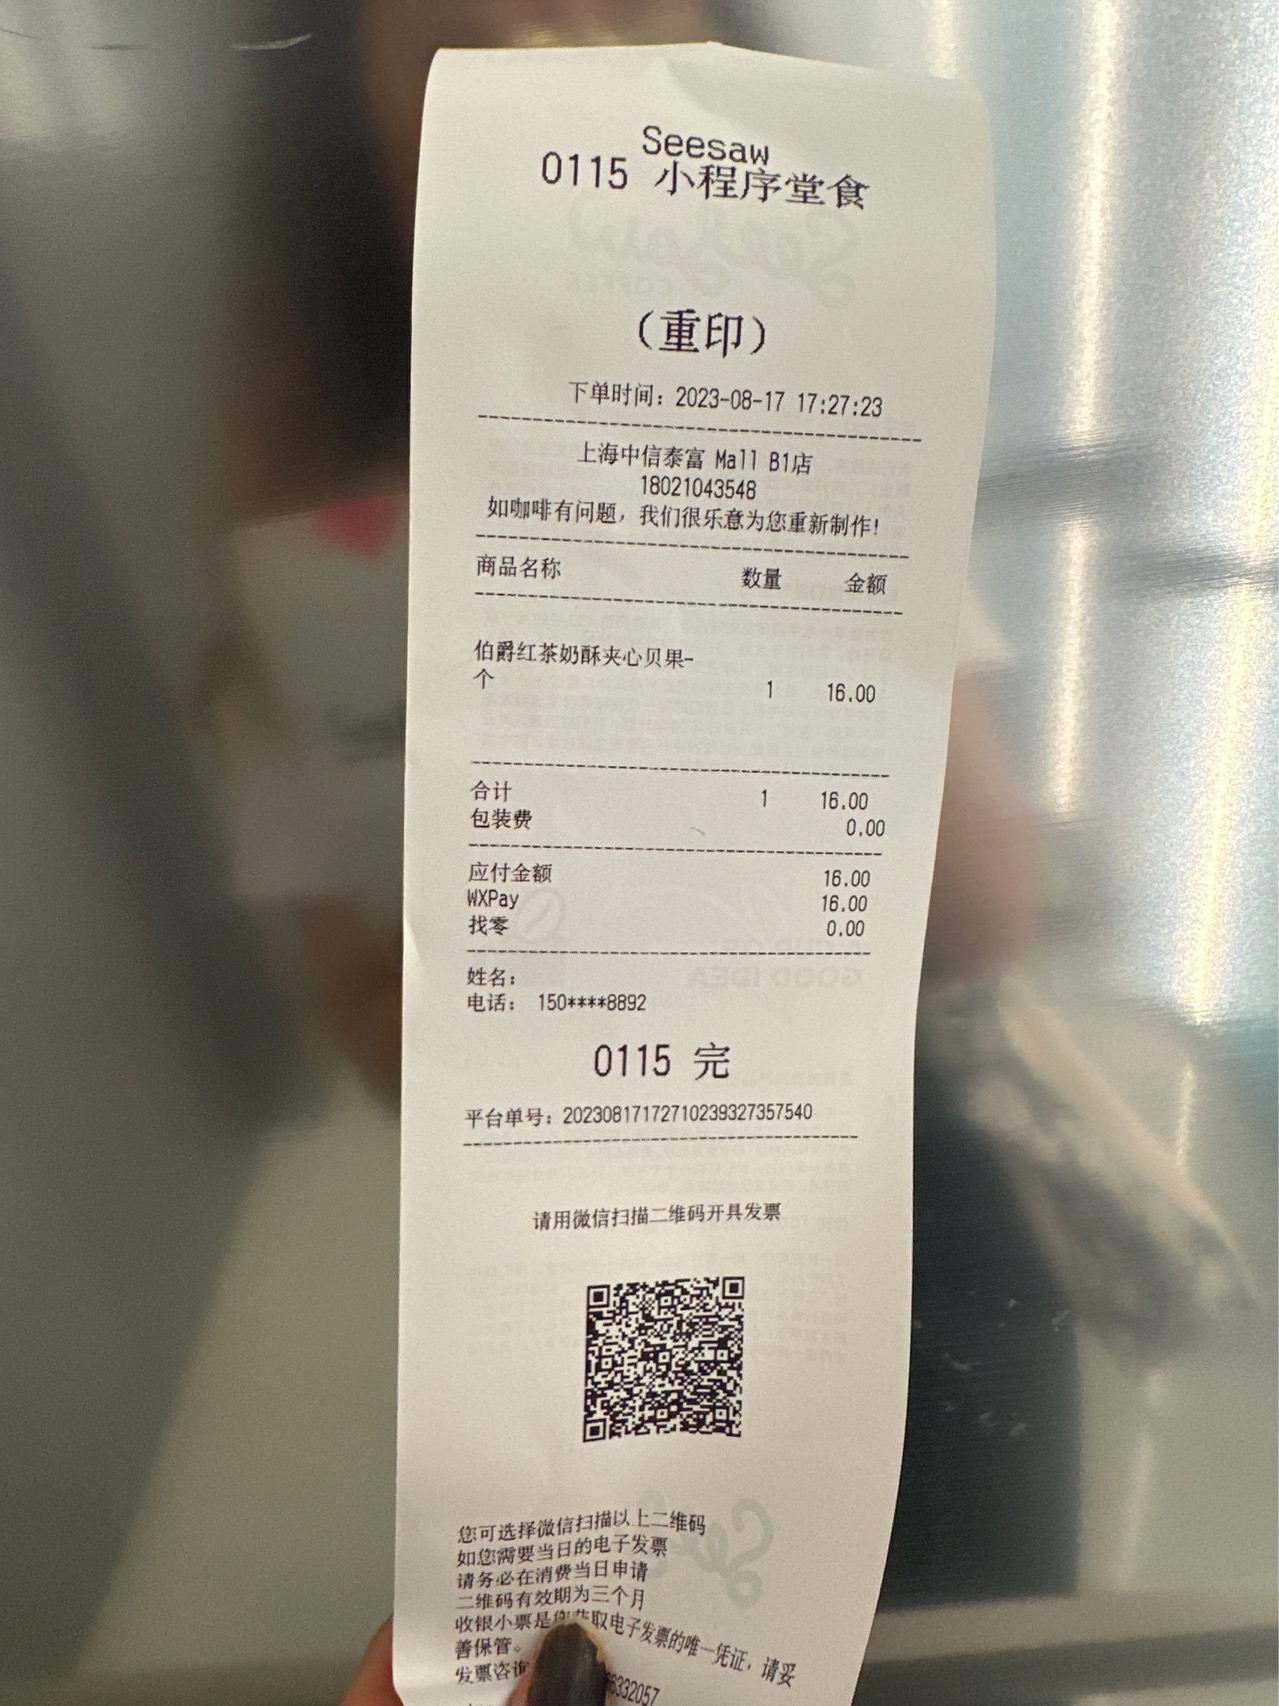 Seesaw
0115 小程序堂食
（重印）
下单时间：2023-08-17 17:27:23
上海中信泰富 Mall B1店
18021043548
如咖啡有问题，我们很乐意为您重新制作!
商品名称 数量 金额
伯爵红茶奶酥夹心贝果-
个 1 16.00
合计 1 16.00
包装费 0.00
应付金额 16.00
WXPay 16.00
找零 0.00
姓名：
电话： 150****8892
0115 完
平台单号：20230817172710239327357540
请用微信扫描二维码开具发票
您可选择微信扫描以上二维码
如您需要当日的电子发票
请务必在消费当日申请
二维码有效期为三个月
收银小票是您获取电子发票的唯一凭证，请妥
善保管。
发票咨询 6332057